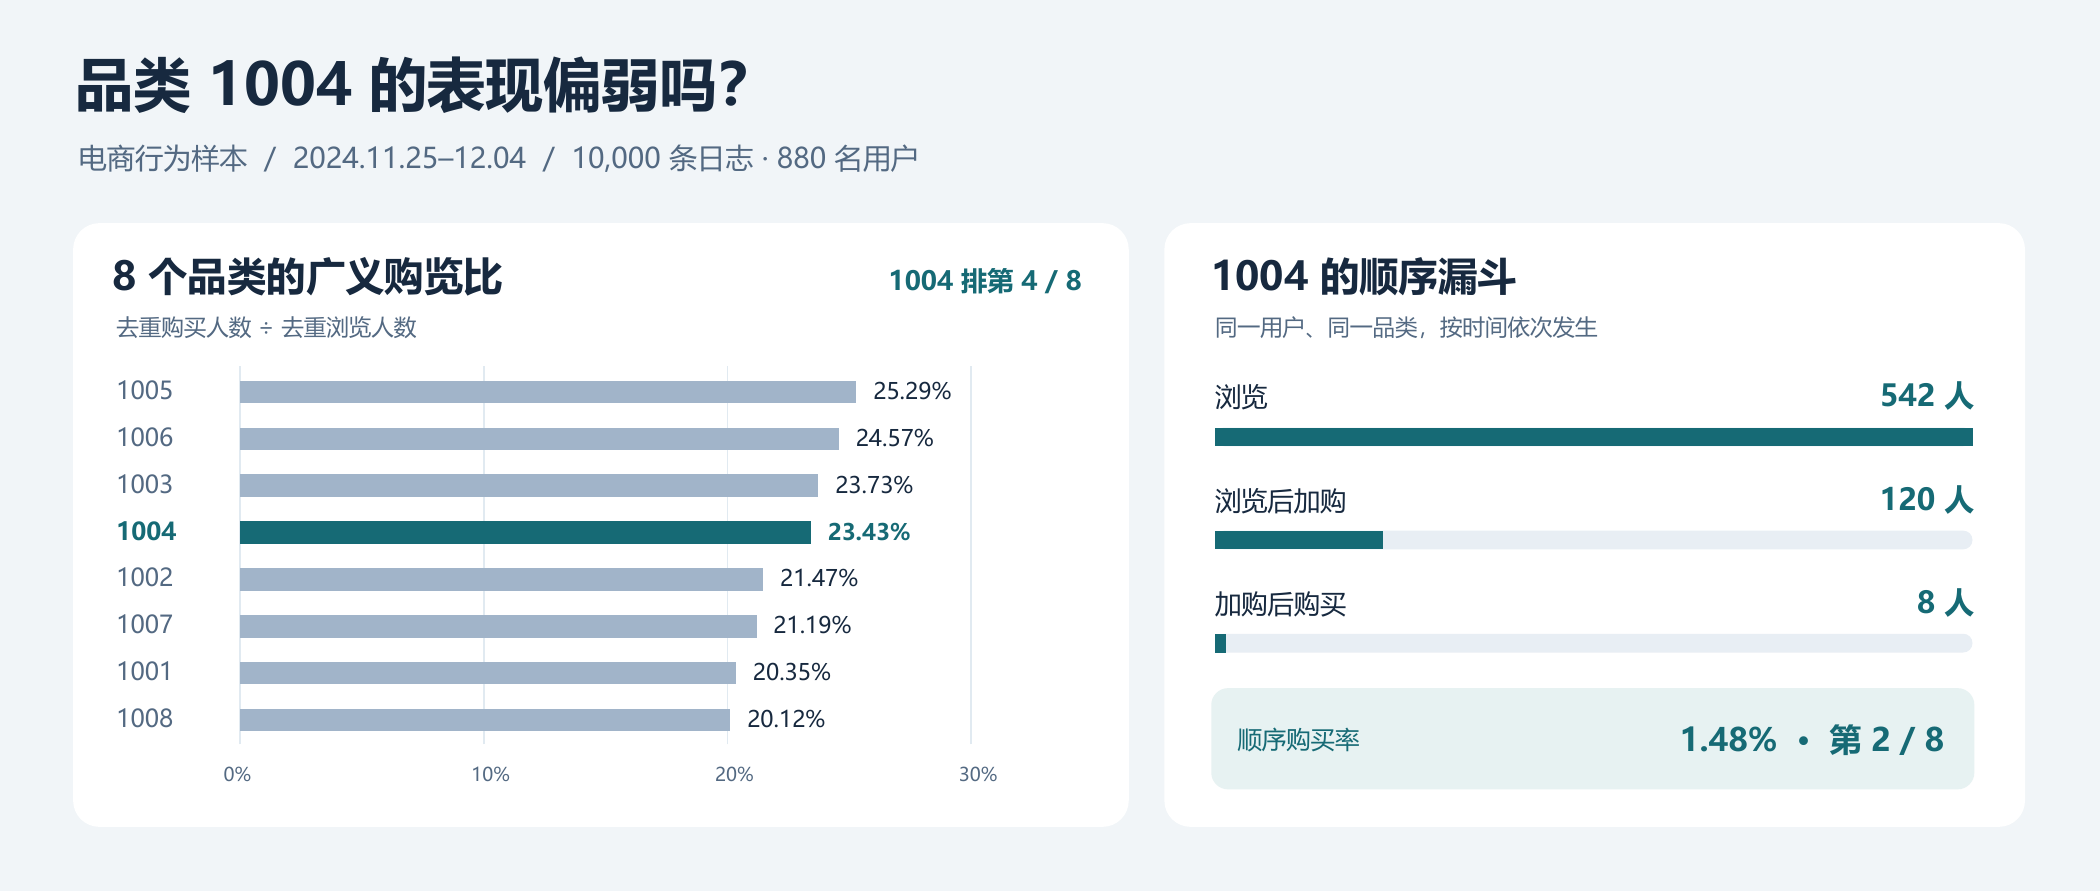 品类 1004 的表现偏弱吗?
电商行为样本 / 2024.11.25–12.04 / 10,000 条日志 · 880 名用户
8 个品类的广义购览比
1004 排第 4 / 8
去重购买人数 ÷ 去重浏览人数
1005 25.29%
1006 24.57%
1003 23.73%
1004 23.43%
1002 21.47%
1007 21.19%
1001 20.35%
1008 20.12%
0% 10% 20% 30%
1004 的顺序漏斗
同一用户、同一品类，按时间依次发生
浏览 542 人
浏览后加购 120 人
加购后购买 8 人
顺序购买率 1.48% • 第 2 / 8